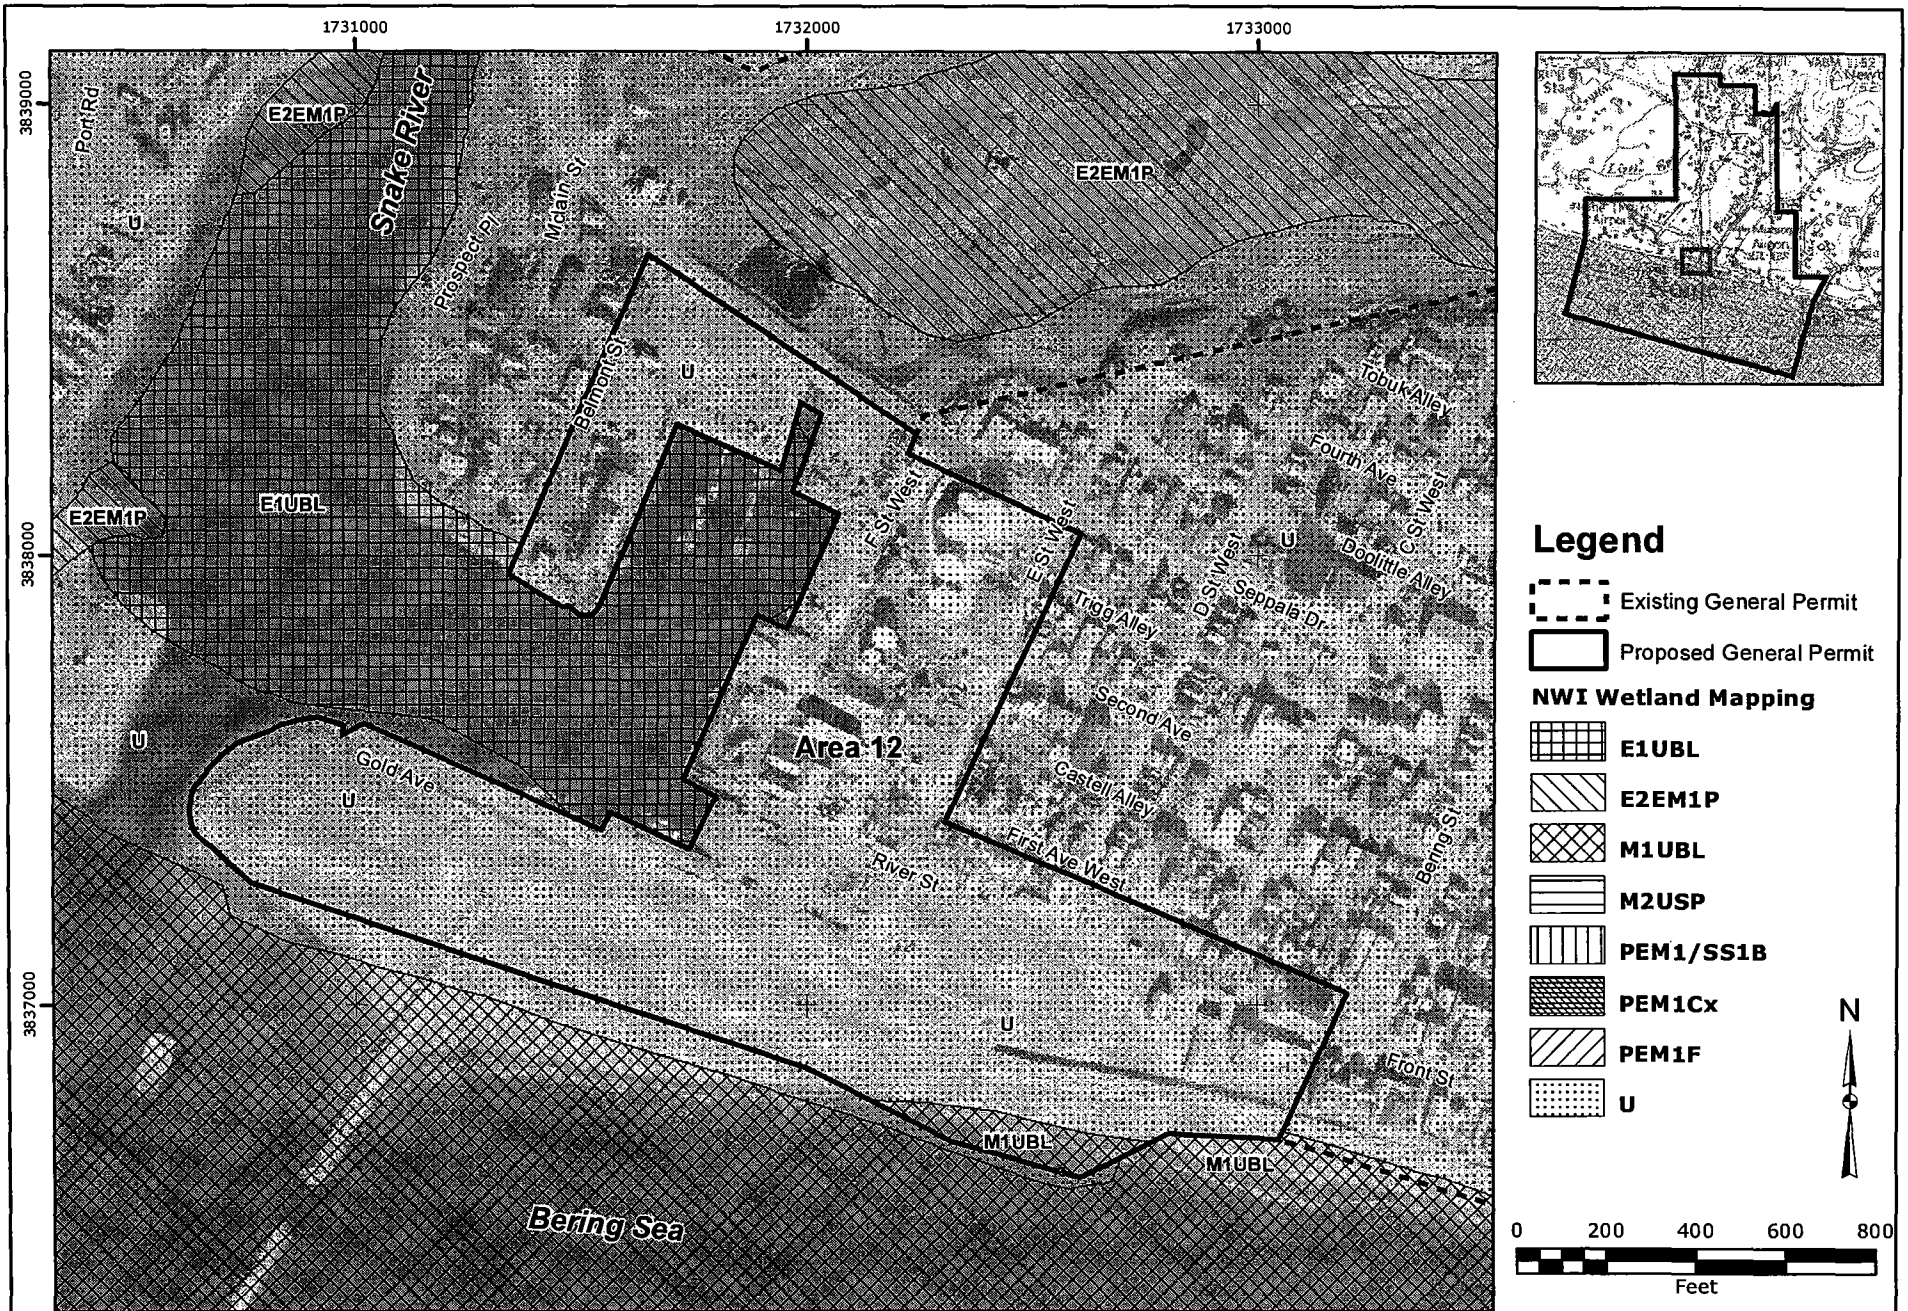 1731000
1732000
1733000
3839000
3838000
3837000
Port Rd
E2EM1P
Snake River
U
Prospect Pl
Mclain St
E2EM1P
Belmont St
U
Tobuk Alley
Fourth Ave
C St West
F St West
E St West
D St West
U
Doolittle Alley
Seppala Dr
Trigg Alley
E1UBL
E2EM1P
Second Ave
Area 12
U
Gold Ave
U
Castell Alley
First Ave West
Bering St
River St
U
Front St
M1UBL
M1UBL
Bering Sea
Legend
Existing General Permit
Proposed General Permit
NWI Wetland Mapping
E1UBL
E2EM1P
M1UBL
M2USP
PEM1/SS1B
PEM1Cx
PEM1F
U
N
0 200 400 600 800
Feet